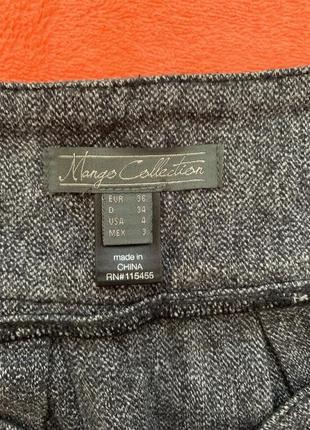 Mango Collection
EUR 36
D 34
USA 4
MEX 3
made in
CHINA
RN#115455